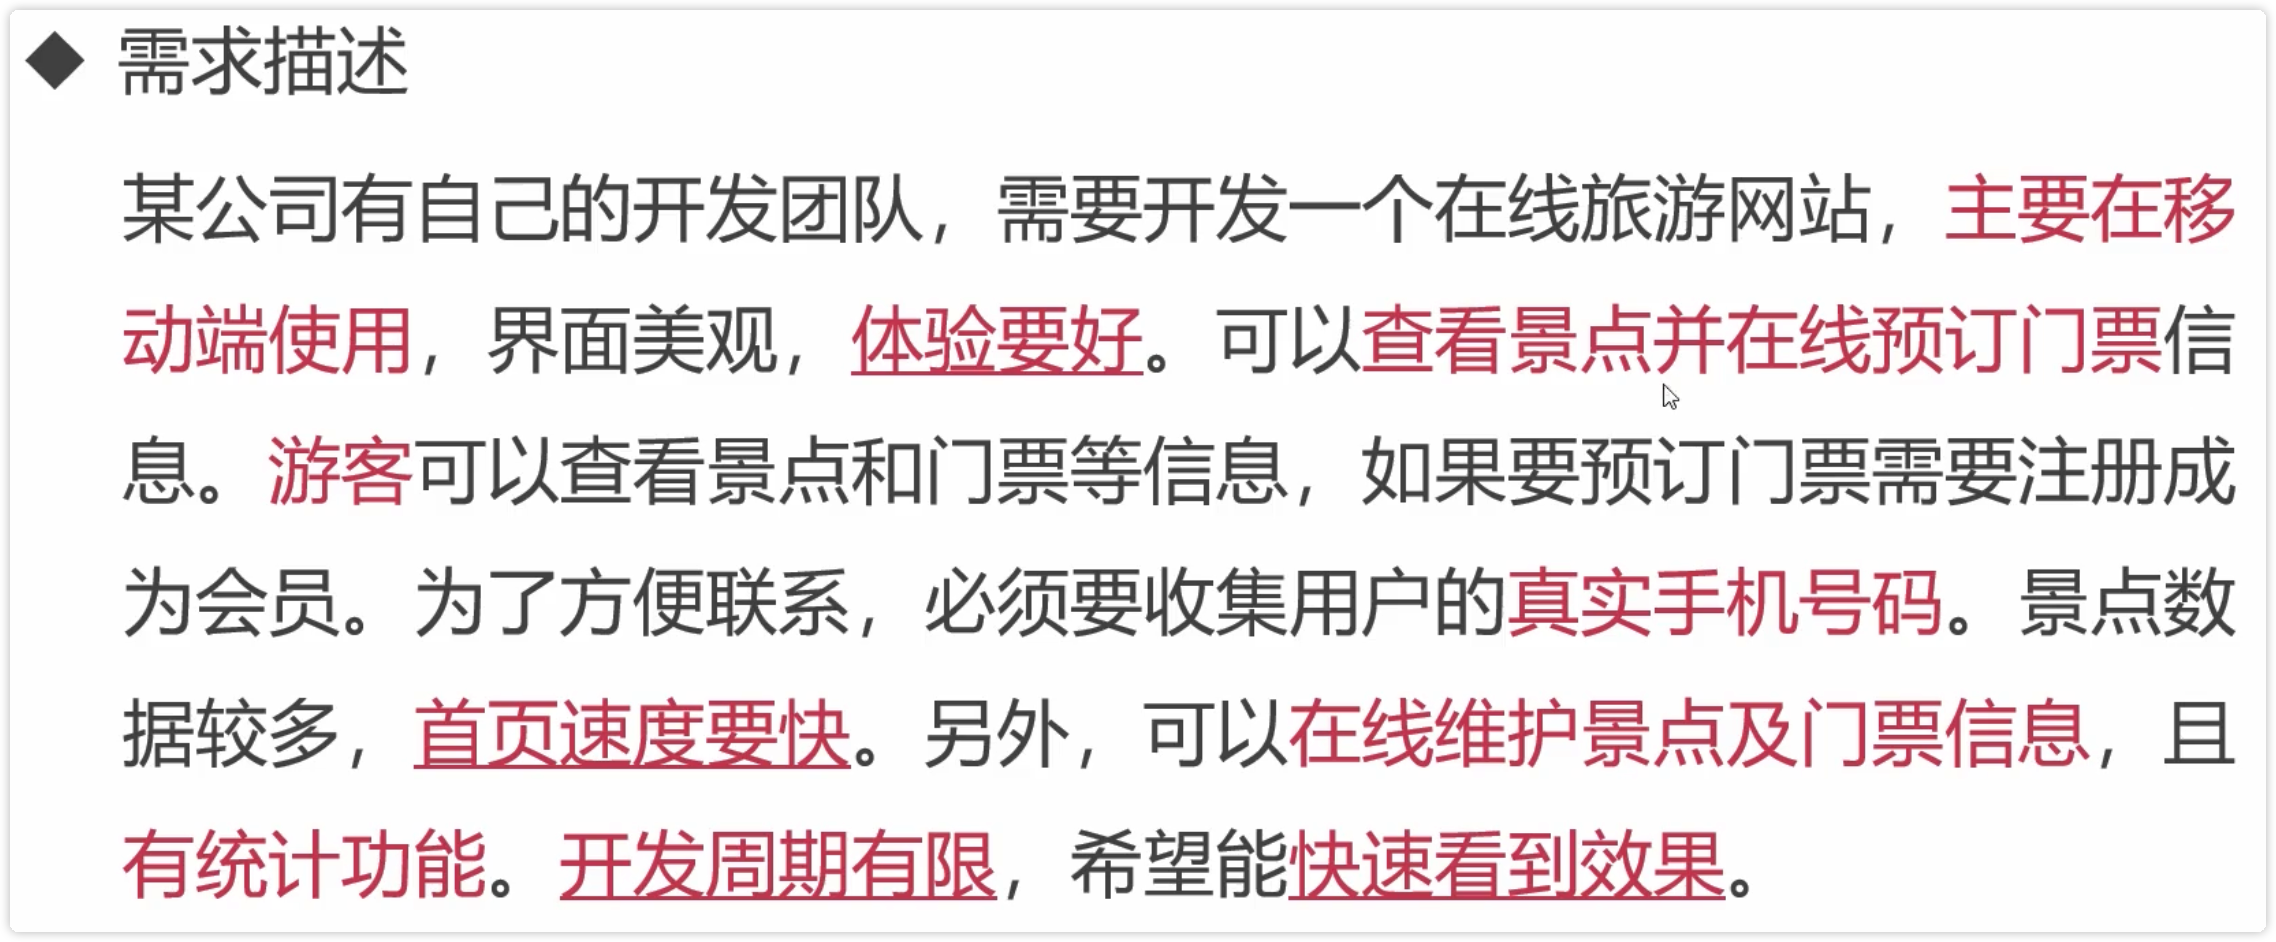 ◆ 需求描述
某公司有自己的开发团队，需要开发一个在线旅游网站，主要在移
动端使用，界面美观，体验要好。可以查看景点并在线预订门票信
息。游客可以查看景点和门票等信息，如果要预订门票需要注册成
为会员。为了方便联系，必须要收集用户的真实手机号码。景点数
据较多，首页速度要快。另外，可以在线维护景点及门票信息，且
有统计功能。开发周期有限，希望能快速看到效果。